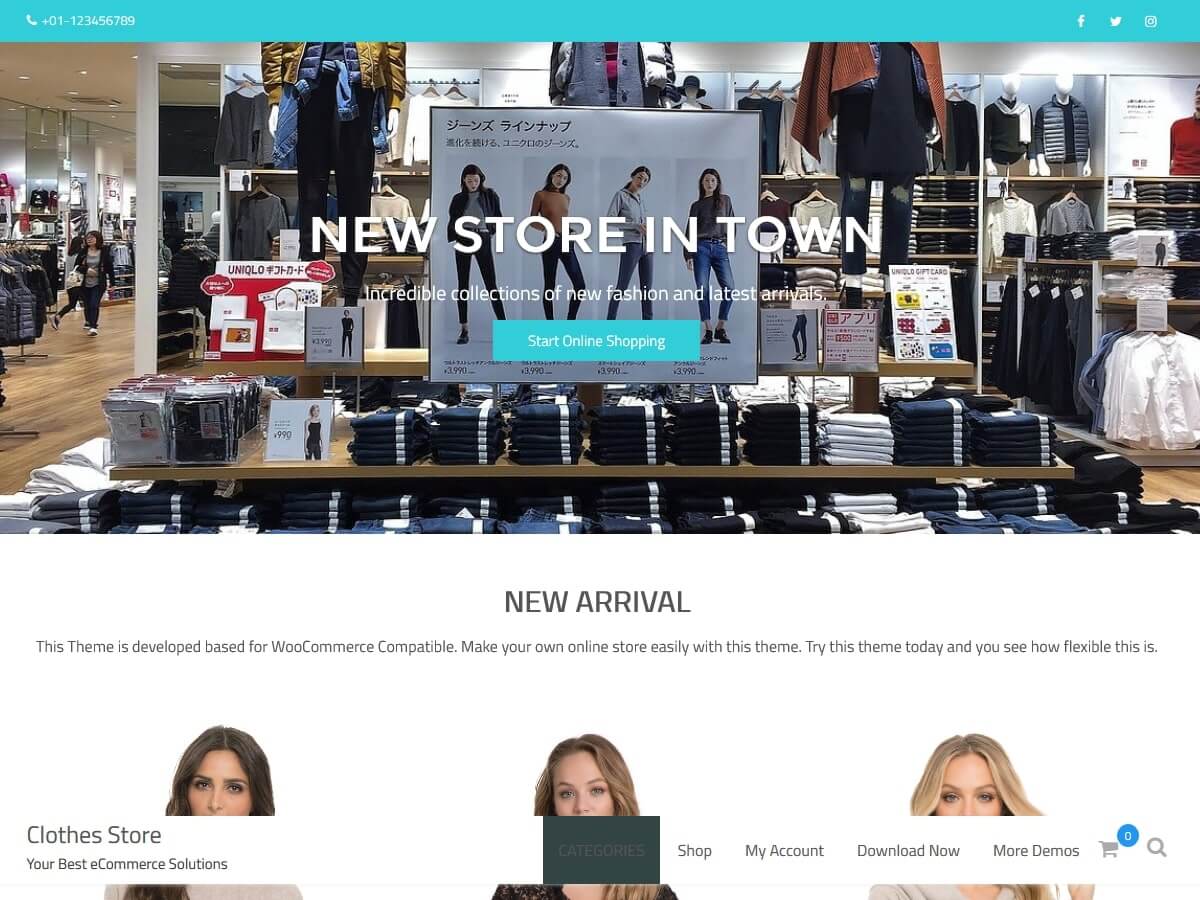 +01-123456789
ジーンズ ラインナップ
進化を続ける、ユニクロのジーンズ。
NEW STORE IN TOWN
UNIQLO ギフトカード
UNIQLO GIFT CARD
Incredible collections of new fashion and latest arrivals.
アプリ
¥3,990
¥500
Start Online Shopping
¥3,990
¥3,990
¥3,990
¥3,990
¥990
NEW ARRIVAL
This Theme is developed based for WooCommerce Compatible. Make your own online store easily with this theme. Try this theme today and you see how flexible this is.
Clothes Store
Your Best eCommerce Solutions
CATEGORIES
Shop
My Account
Download Now
More Demos
0